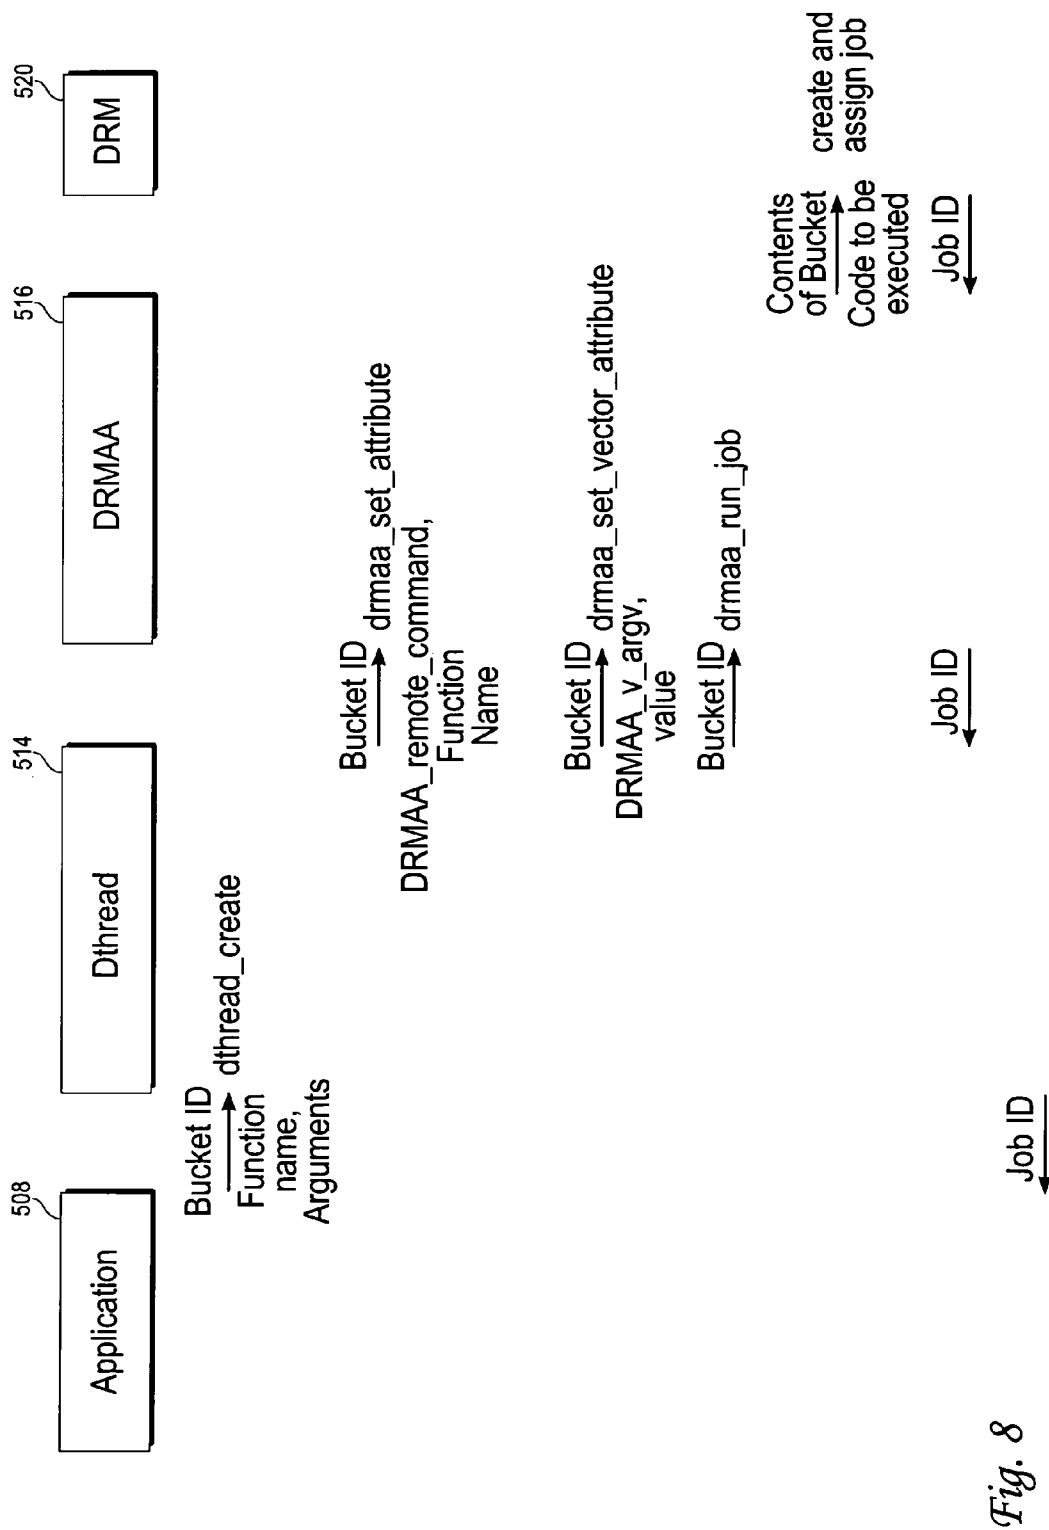 508
Application
514
Dthread
516
DRMAA
520
DRM
Bucket ID
dthread_create
Function
name,
Arguments
Bucket ID
drmaa_set_attribute
DRMAA_remote_command,
Function
Name
Bucket ID
drmaa_set_vector_attribute
DRMAA_v_argv,
value
Bucket ID
drmaa_run_job
Contents
of Bucket
Code to be
executed
create and
assign job
Job ID
Job ID
Job ID
Fig. 8